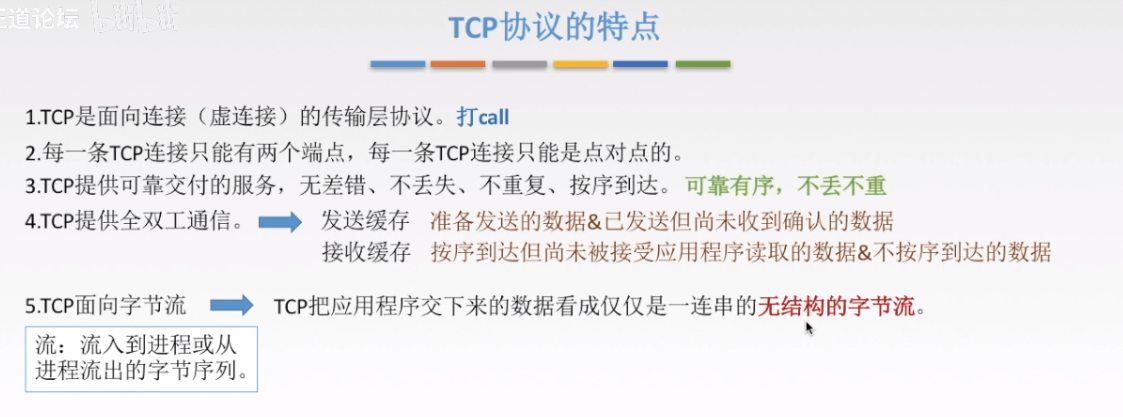 王道论坛 bilibili
TCP协议的特点
1.TCP是面向连接（虚连接）的传输层协议。打call
2.每一条TCP连接只能有两个端点，每一条TCP连接只能是点对点的。
3.TCP提供可靠交付的服务，无差错、不丢失、不重复、按序到达。可靠有序，不丢不重
4.TCP提供全双工通信。 发送缓存 准备发送的数据&已发送但尚未收到确认的数据
接收缓存 按序到达但尚未被接受应用程序读取的数据&不按序到达的数据
5.TCP面向字节流 TCP把应用程序交下来的数据看成仅仅是一连串的无结构的字节流。
流：流入到进程或从
进程流出的字节序列。